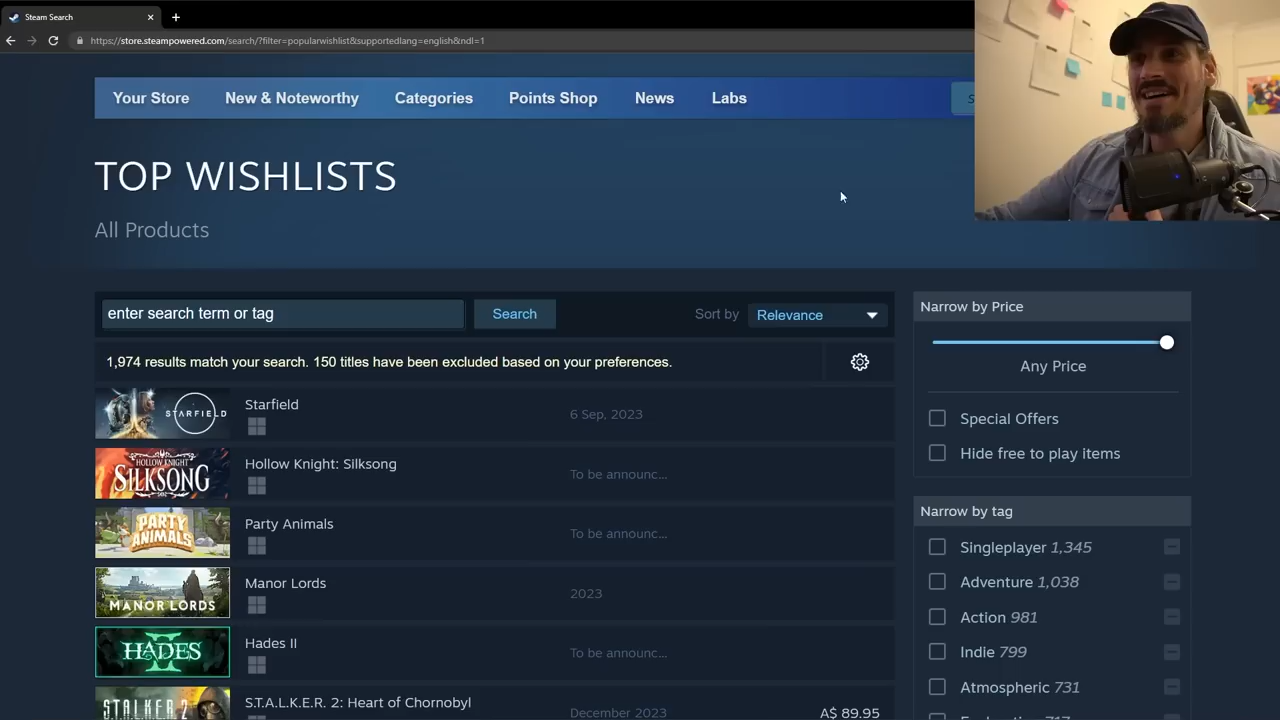 Steam Search
https://store.steampowered.com/search/?filter=popularwishlist&supportedlang=english&ndl=1
Your Store New & Noteworthy Categories Points Shop News Labs
TOP WISHLISTS
All Products
enter search term or tag Search Sort by Relevance
1,974 results match your search. 150 titles have been excluded based on your preferences.
STARFIELD Starfield 6 Sep, 2023
HOLLOW KNIGHT SILKSONG Hollow Knight: Silksong To be announc...
PARTY ANIMALS Party Animals To be announc...
MANOR LORDS Manor Lords 2023
HADES II Hades II To be announc...
STALKER 2 S.T.A.L.K.E.R. 2: Heart of Chornobyl December 2023 A$ 89.95
Narrow by Price
Any Price
Special Offers
Hide free to play items
Narrow by tag
Singleplayer 1,345
Adventure 1,038
Action 981
Indie 799
Atmospheric 731